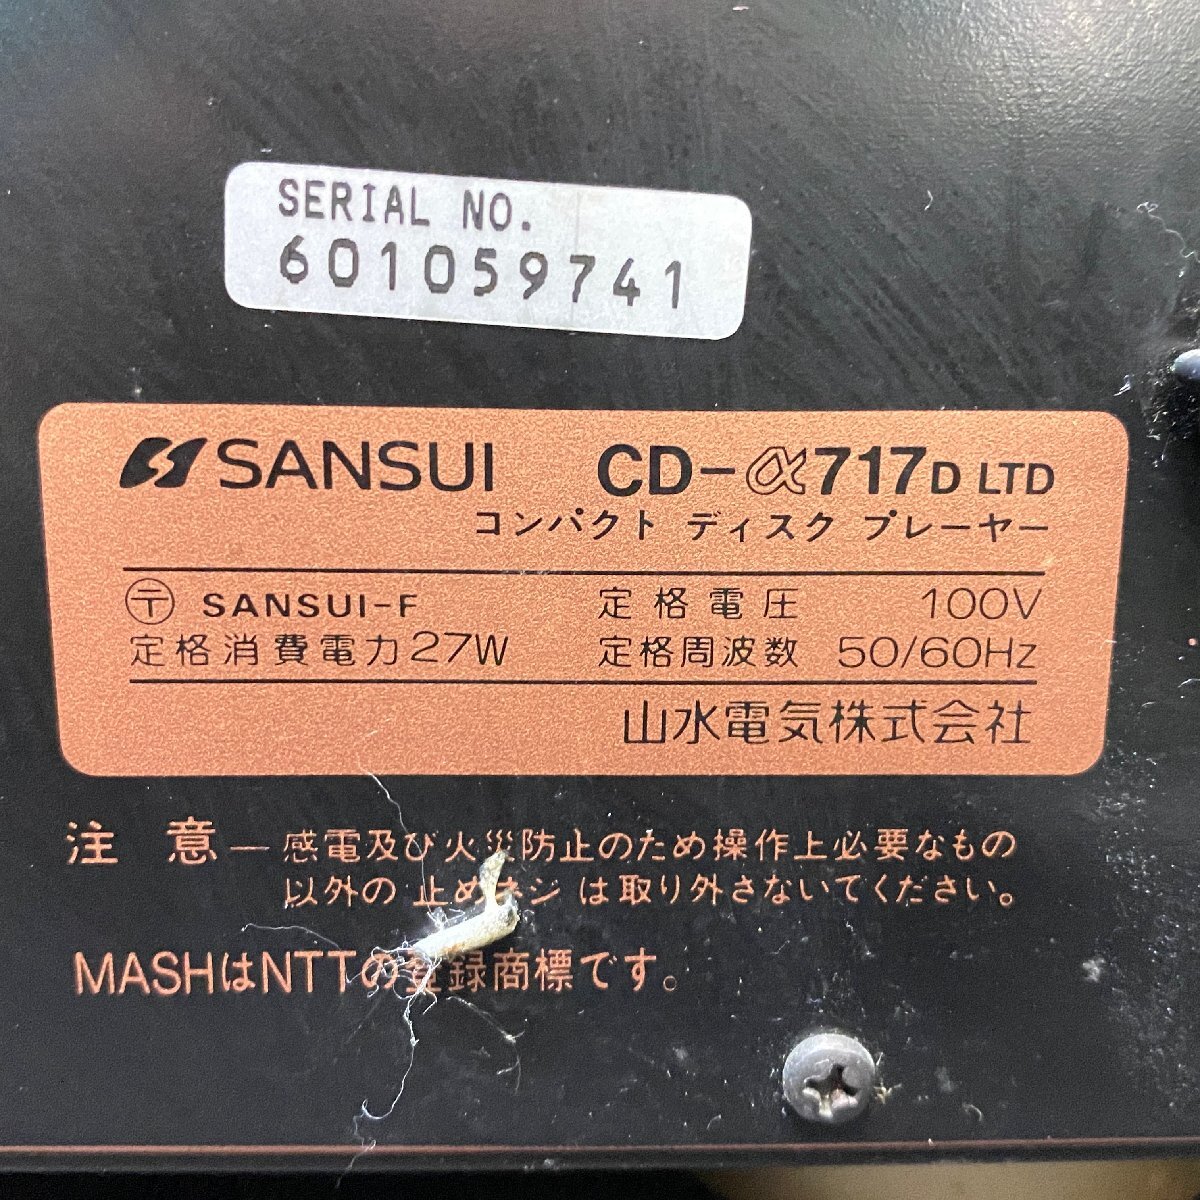 SERIAL NO.
601059741
SANSUI CD-α717D LTD
コンパクト ディスク プレーヤー
〒 SANSUI-F 定格電圧 100V
定格消費電力 27W 定格周波数 50/60Hz
山水電気株式会社
注 意 — 感電及び火災防止のため操作上必要なもの
以外の 止めネジ は取り外さないでください。
MASHはNTTの登録商標です。